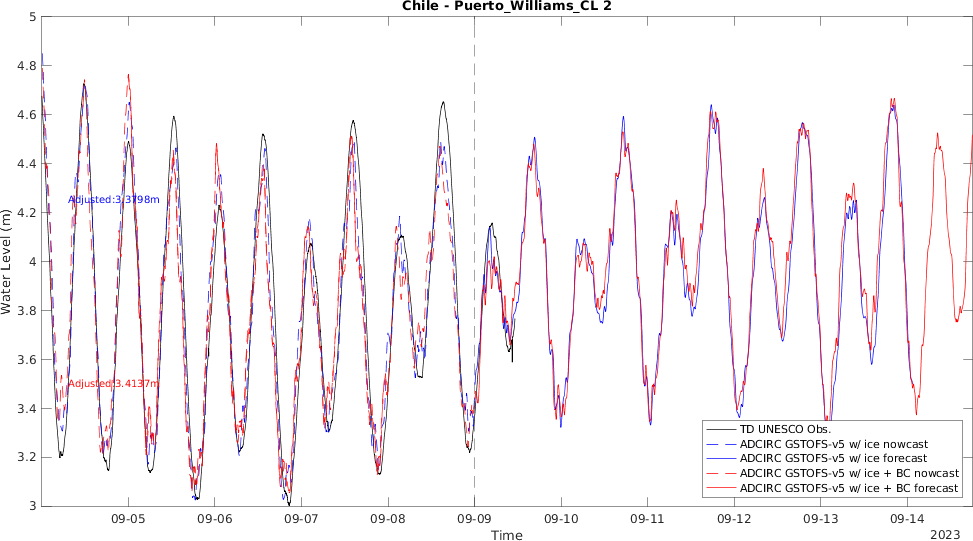 Chile - Puerto_Williams_CL 2
5
4.8
4.6
4.4
4.2
4
3.8
3.6
3.4
3.2
3
Water Level (m)
Adjusted:3.3798m
Adjusted:3.4137m
TD UNESCO Obs.
ADCIRC GSTOFS-v5 w/ ice nowcast
ADCIRC GSTOFS-v5 w/ ice forecast
ADCIRC GSTOFS-v5 w/ ice + BC nowcast
ADCIRC GSTOFS-v5 w/ ice + BC forecast
09-05 09-06 09-07 09-08 09-09 09-10 09-11 09-12 09-13 09-14
Time
2023